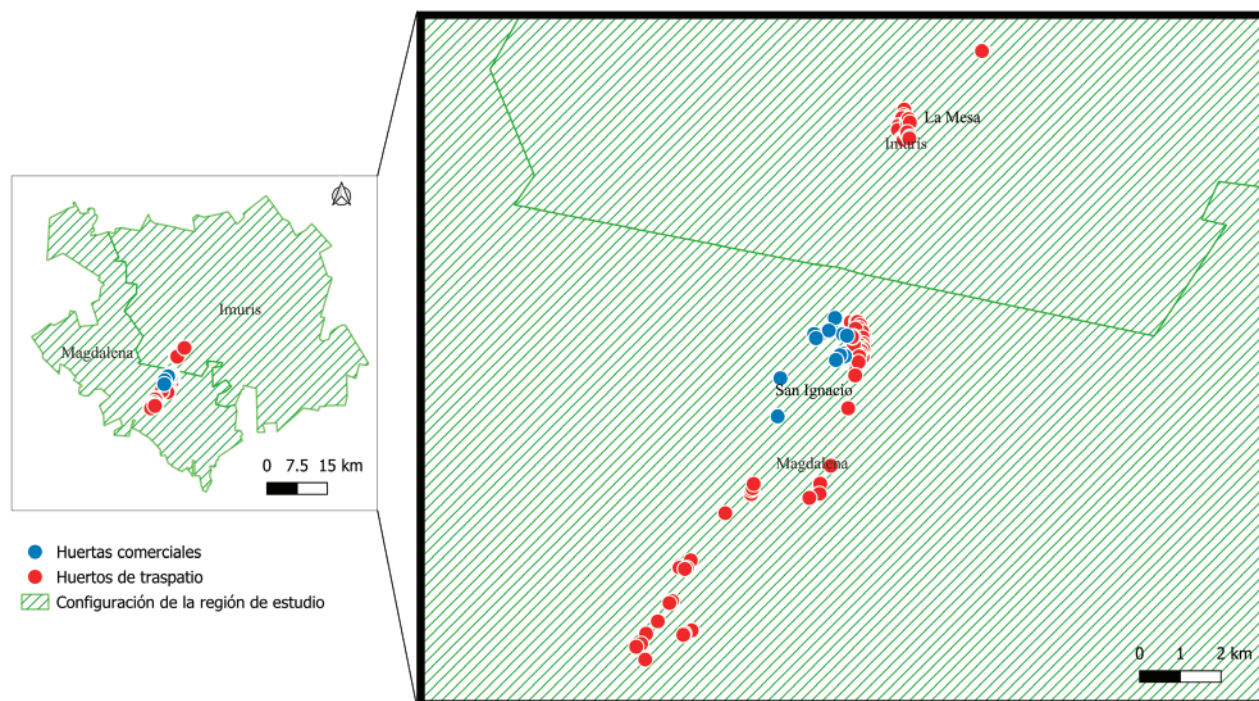 Imuris
Magdalena
0 7.5 15 km
Huertas comerciales
Huertos de traspatio
Configuración de la región de estudio
La Mesa
Imuris
San Ignacio
Magdalena
0 1 2 km